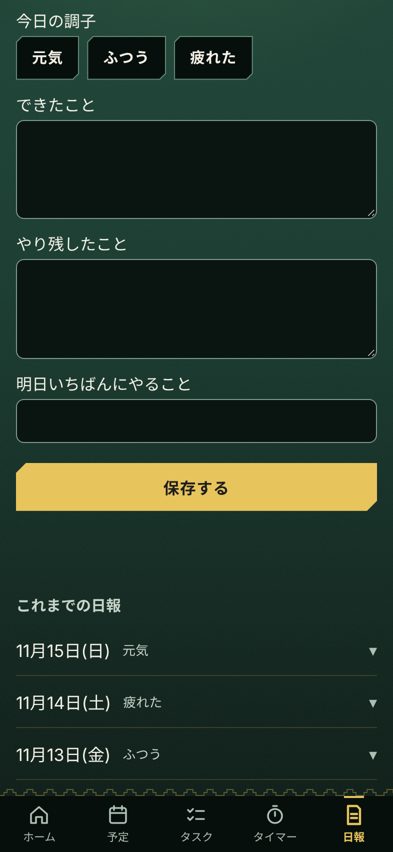 今日の調子
元気 ふつう 疲れた
できたこと
やり残したこと
明日いちばんにやること
保存する
これまでの日報
11月15日(日) 元気 ▼
11月14日(土) 疲れた ▼
11月13日(金) ふつう ▼
ホーム 予定 タスク タイマー 日報